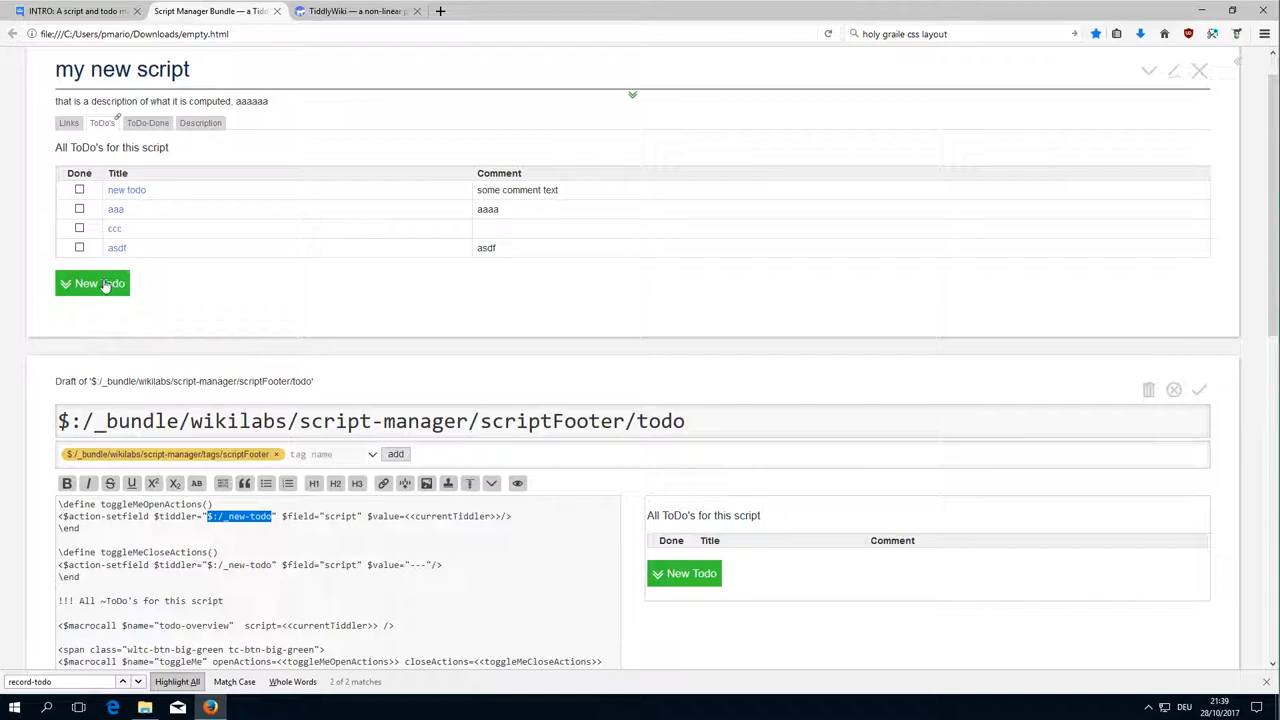 INTRO: A script and todo m
Script Manager Bundle — a Tidd
TiddlyWiki — a non-linear p
file:///C:/Users/pmario/Downloads/empty.html
holy graile css layout
my new script
that is a description of what it is computed, aaaaaa
Links
ToDo's
ToDo-Done
Description
All ToDo's for this script
Done Title Comment
new todo some comment text
aaa aaaa
ccc
asdf asdf
New Todo
Draft of '$:/_bundle/wikilabs/script-manager/scriptFooter/todo'
$:/_bundle/wikilabs/script-manager/scriptFooter/todo
$:/_bundle/wikilabs/script-manager/tags/scriptFooter × tag name add
B I S U X² X₂ AB H1 H2 H3
\define toggleMeOpenActions()
<$action-setfield $tiddler="$:/_new-todo" $field="script" $value=<<currentTiddler>>/>
\end
\define toggleMeCloseActions()
<$action-setfield $tiddler="$:/_new-todo" $field="script" $value="---"/>
\end
!!! All ~ToDo's for this script
<$macrocall $name="todo-overview" script=<<currentTiddler>> />
<span class="wltc-btn-big-green tc-btn-big-green">
<$macrocall $name="toggleMe" openActions=<<toggleMeOpenActions>> closeActions=<<toggleMeCloseActions>>
All ToDo's for this script
Done Title Comment
New Todo
record-todo
Highlight All
Match Case
Whole Words
2 of 2 matches
DEU
21:39
28/10/2017